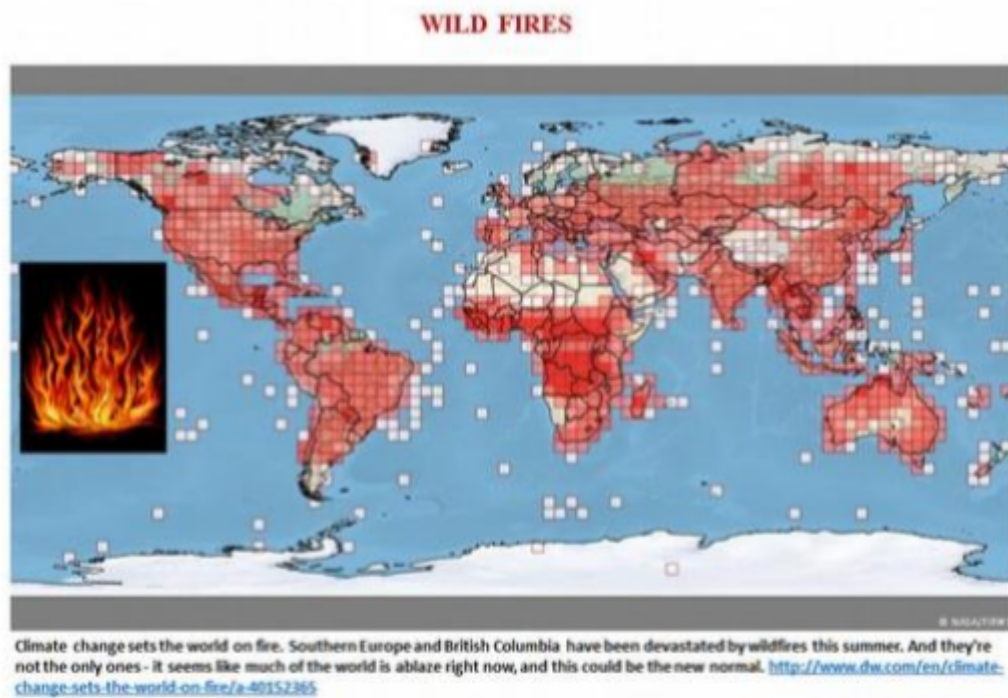 WILD FIRES
© NASA/FIRMS
Climate change sets the world on fire. Southern Europe and British Columbia have been devastated by wildfires this summer. And they're
not the only ones - it seems like much of the world is ablaze right now, and this could be the new normal. http://www.dw.com/en/climate-
change-sets-the-world-on-fire/a-40152365